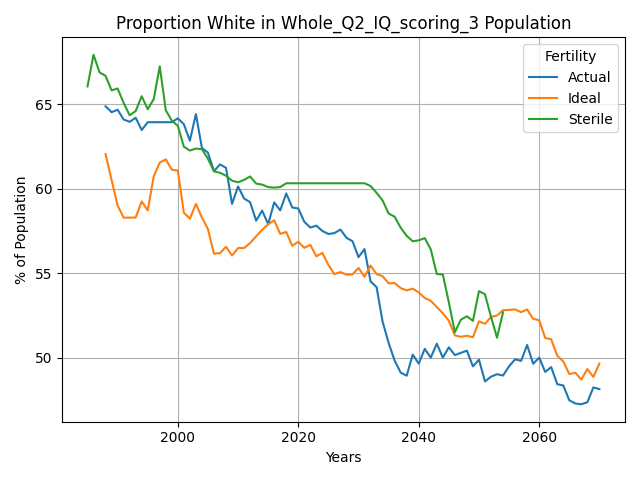 Proportion White in Whole_Q2_IQ_scoring_3 Population
Fertility
Actual
Ideal
Sterile
% of Population
65
60
55
50
2000
2020
2040
2060
Years